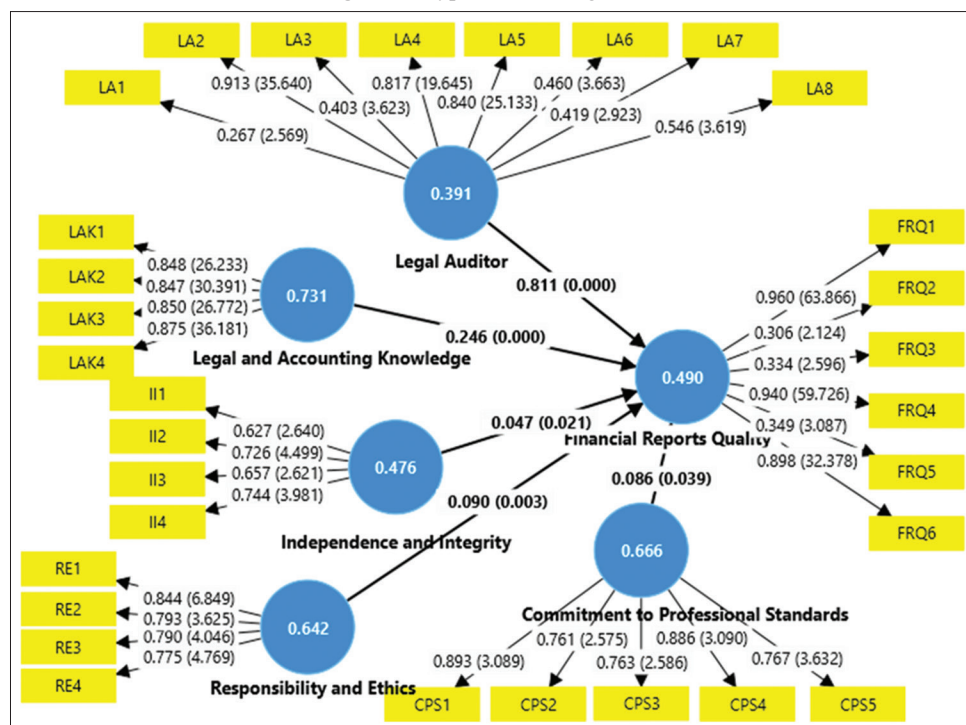 LA1
LA2
LA3
LA4
LA5
LA6
LA7
LA8
0.267 (2.569)
0.913 (35.640)
0.403 (3.623)
0.817 (19.645)
0.840 (25.133)
0.460 (3.663)
0.419 (2.923)
0.546 (3.619)
0.391
Legal Auditor
0.811 (0.000)
LAK1
LAK2
LAK3
LAK4
0.848 (26.233)
0.847 (30.391)
0.850 (26.772)
0.875 (36.181)
0.731
Legal and Accounting Knowledge
0.246 (0.000)
II1
II2
II3
II4
0.627 (2.640)
0.726 (4.499)
0.657 (2.621)
0.744 (3.981)
0.476
Independence and Integrity
0.047 (0.021)
RE1
RE2
RE3
RE4
0.844 (6.849)
0.793 (3.625)
0.790 (4.046)
0.775 (4.769)
0.642
Responsibility and Ethics
0.090 (0.003)
0.490
Financial Reports Quality
0.960 (63.866)
0.306 (2.124)
0.334 (2.596)
0.940 (59.726)
0.349 (3.087)
0.898 (32.378)
FRQ1
FRQ2
FRQ3
FRQ4
FRQ5
FRQ6
0.086 (0.039)
0.666
Commitment to Professional Standards
0.893 (3.089)
0.761 (2.575)
0.763 (2.586)
0.886 (3.090)
0.767 (3.632)
CPS1
CPS2
CPS3
CPS4
CPS5